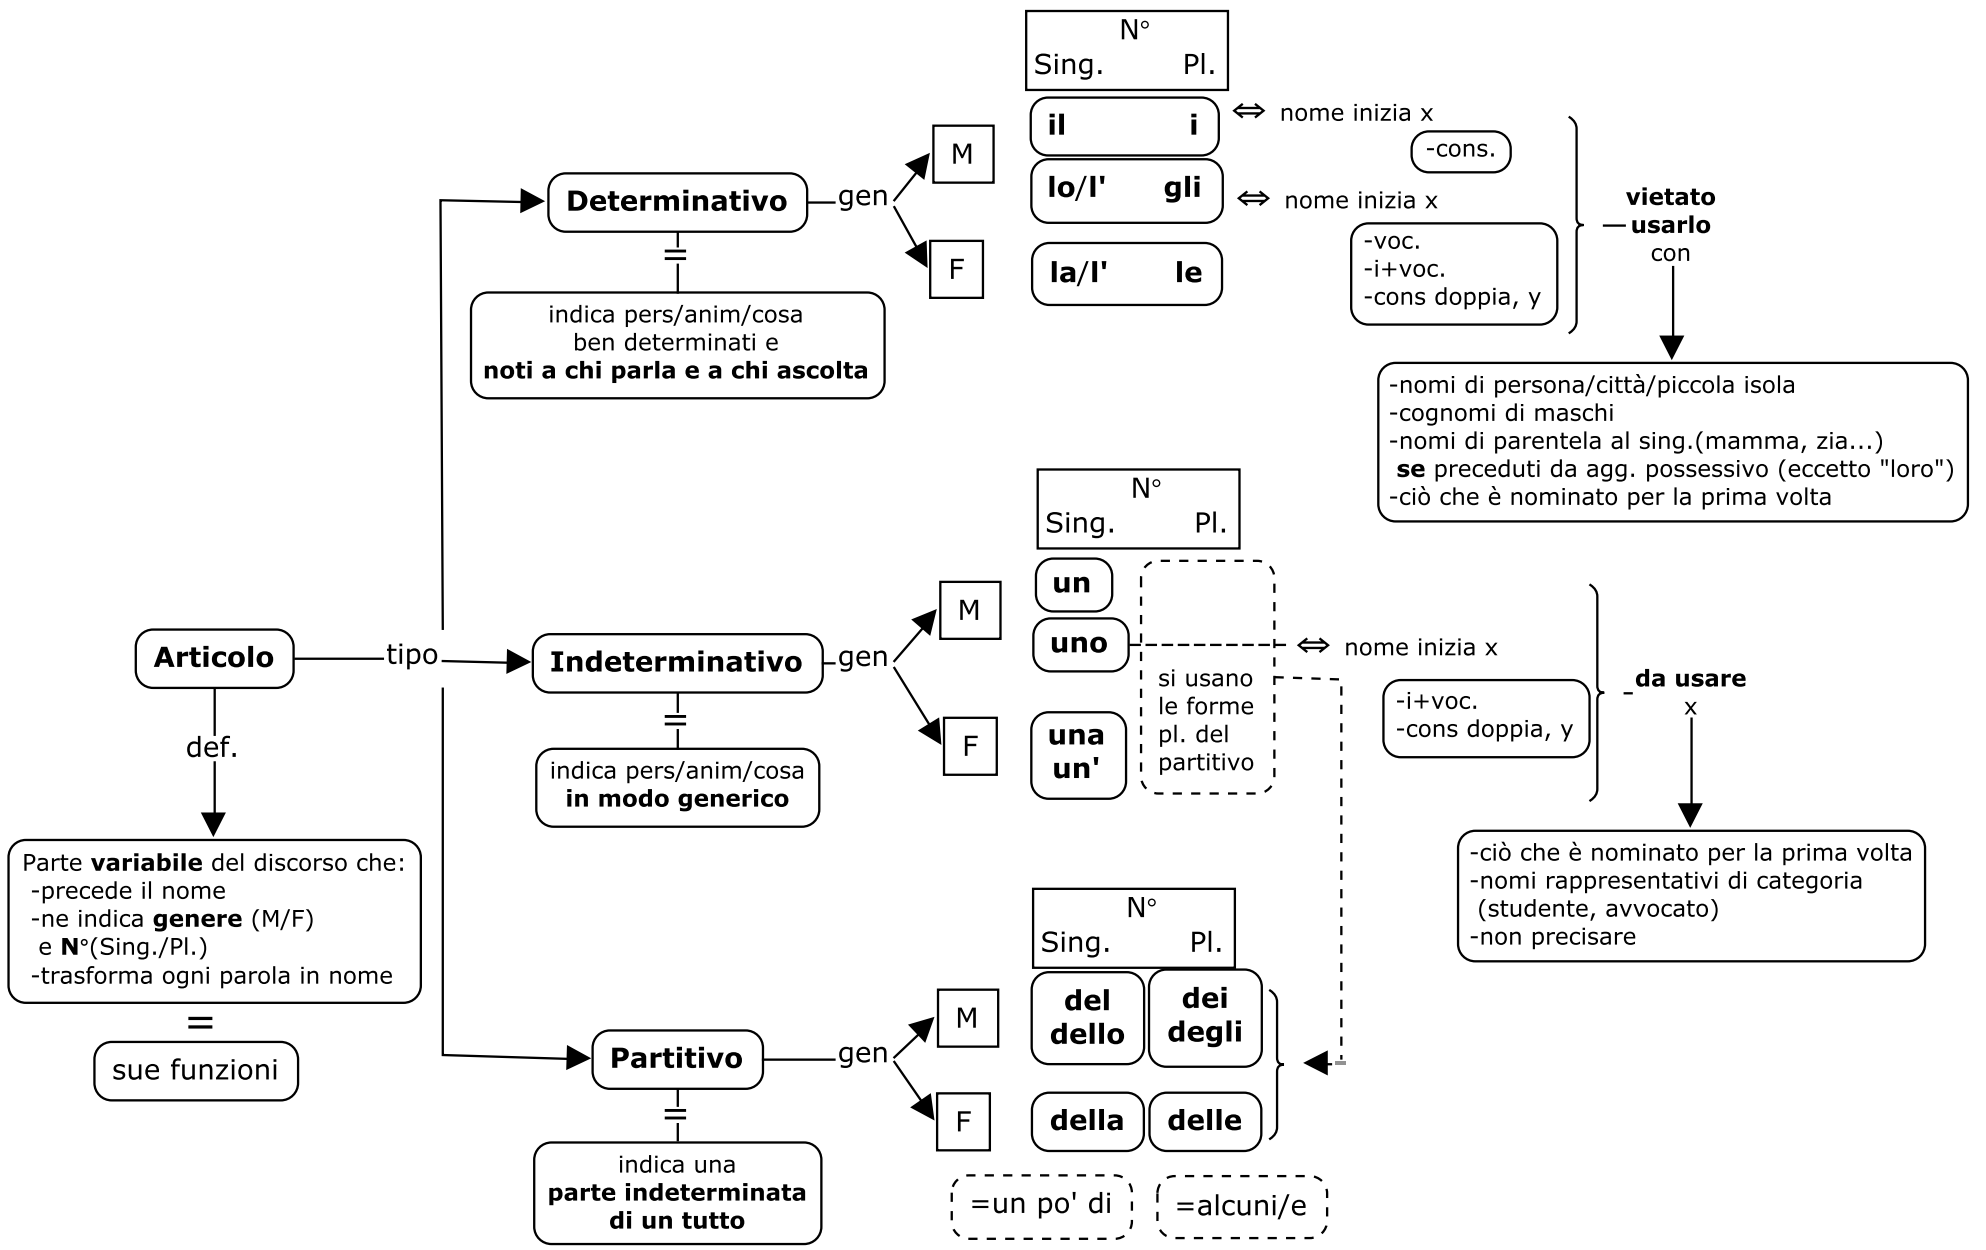 N°
Sing. Pl.
il i
⇔ nome inizia x
-cons.
M
Determinativo
gen
lo/l' gli
⇔ nome inizia x
-voc.
-i+voc.
-cons doppia, y
F
la/l' le
vietato
usarlo
con
=
indica pers/anim/cosa
ben determinati e
noti a chi parla e a chi ascolta
-nomi di persona/città/piccola isola
-cognomi di maschi
-nomi di parentela al sing.(mamma, zia...)
se preceduti da agg. possessivo (eccetto "loro")
-ciò che è nominato per la prima volta
Articolo
tipo
Indeterminativo
gen
N°
Sing. Pl.
M
un
uno
F
una
un'
si usano
le forme
pl. del
partitivo
⇔ nome inizia x
-i+voc.
-cons doppia, y
da usare
x
=
indica pers/anim/cosa
in modo generico
-ciò che è nominato per la prima volta
-nomi rappresentativi di categoria
(studente, avvocato)
-non precisare
def.
Parte variabile del discorso che:
-precede il nome
-ne indica genere (M/F)
e N°(Sing./Pl.)
-trasforma ogni parola in nome
=
sue funzioni
Partitivo
gen
N°
Sing. Pl.
M
del
dello
dei
degli
F
della
delle
=
indica una
parte indeterminata
di un tutto
=un po' di
=alcuni/e